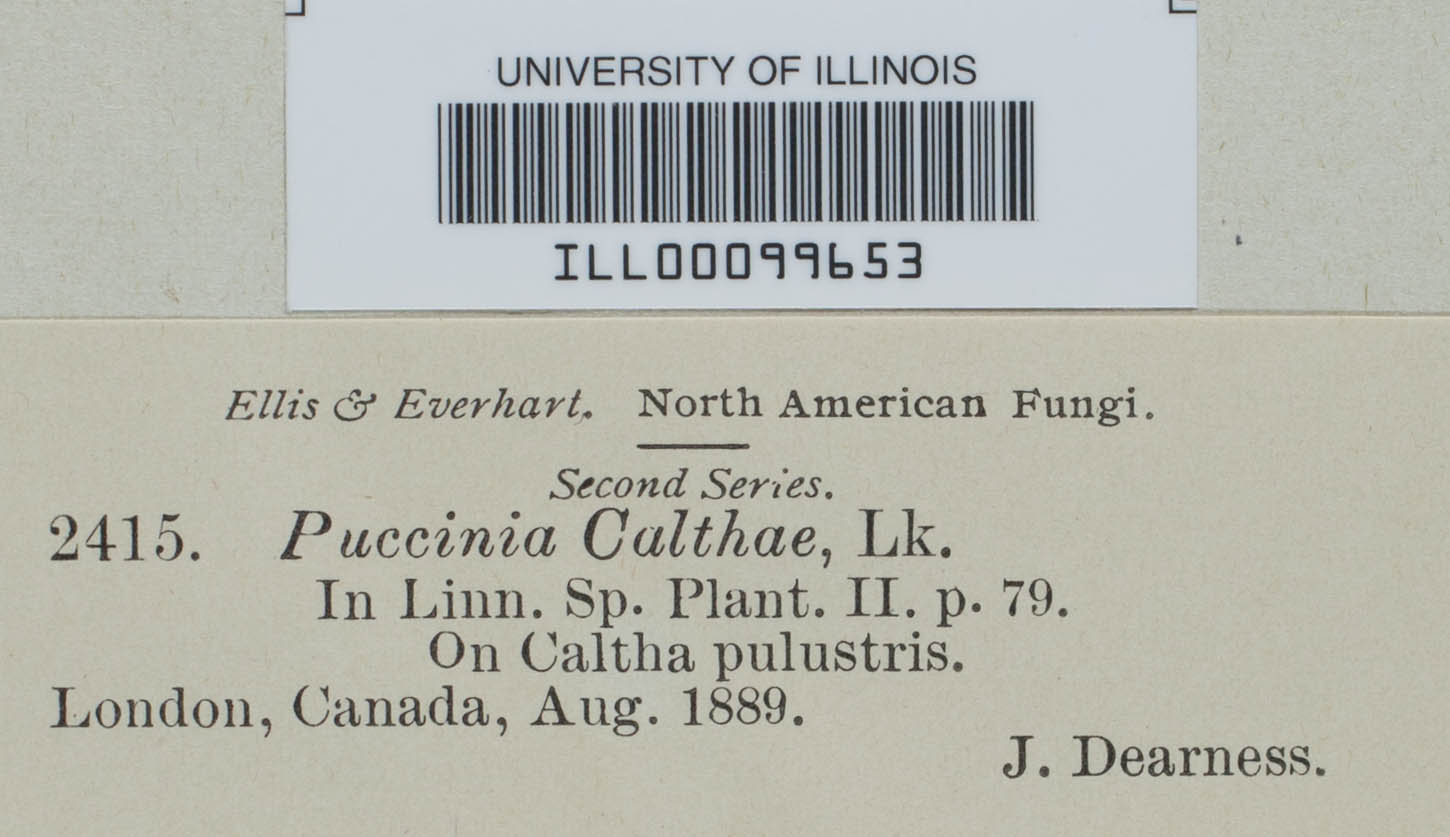 UNIVERSITY OF ILLINOIS
ILL00099653
Ellis & Everhart. North American Fungi.
Second Series.
2415. Puccinia Calthae, Lk.
In Linn. Sp. Plant. II. p. 79.
On Caltha pulustris.
London, Canada, Aug. 1889.
J. Dearness.